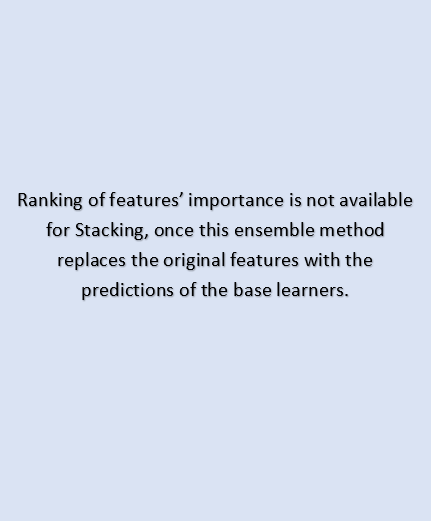 Ranking of features’ importance is not available
for Stacking, once this ensemble method
replaces the original features with the
predictions of the base learners.